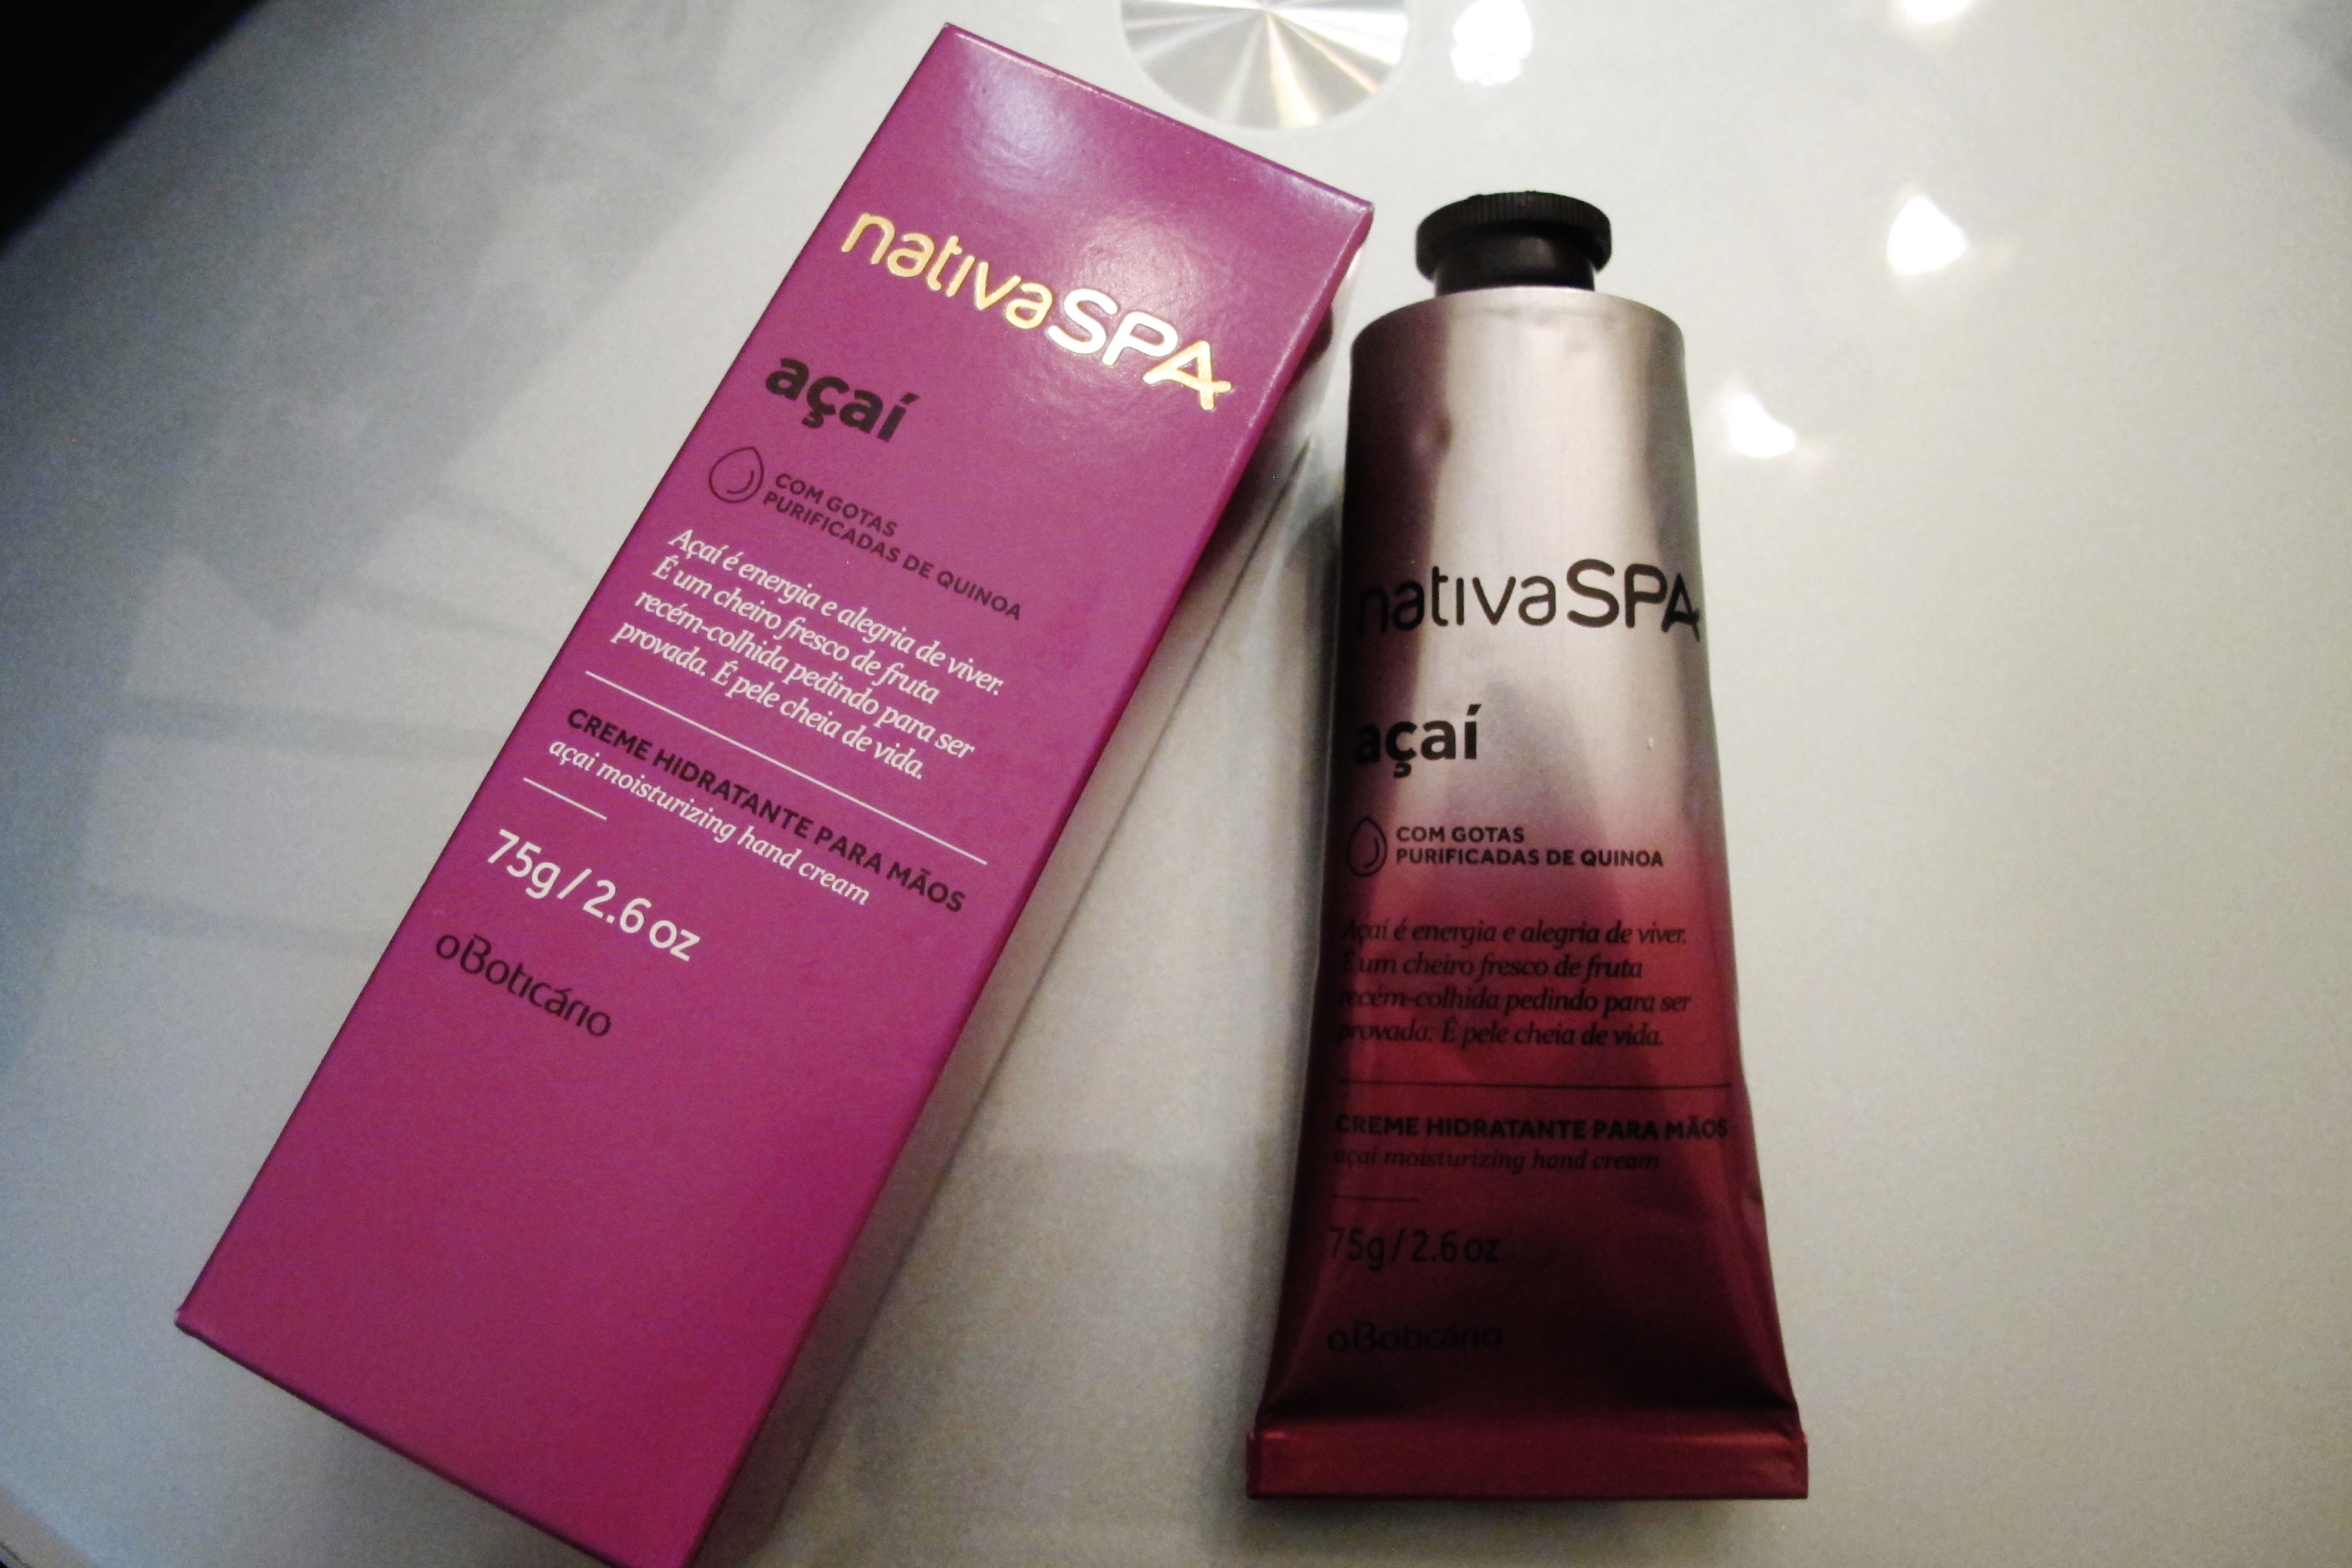 nativaSPA
açaí
COM GOTAS
PURIFICADAS DE QUINOA
Açaí é energia e alegria de viver.
É um cheiro fresco de fruta
recém-colhida pedindo para ser
provada. É pele cheia de vida.
CREME HIDRATANTE PARA MÃOS
açai moisturizing hand cream
75g / 2.6 oz
oBoticário
nativaSPA
açaí
COM GOTAS
PURIFICADAS DE QUINOA
Açaí é energia e alegria de viver.
É um cheiro fresco de fruta
recém-colhida pedindo para ser
provada. É pele cheia de vida.
CREME HIDRATANTE PARA MÃOS
açai moisturizing hand cream
75g / 2.6 oz
oBoticário